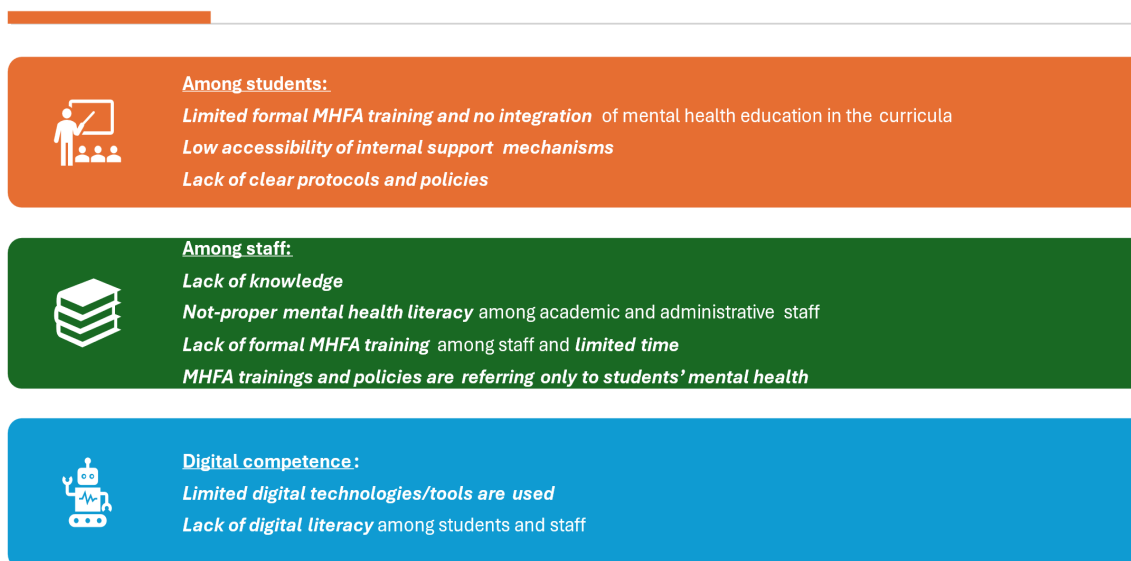 Among students:
Limited formal MHFA training and no integration of mental health education in the curricula
Low accessibility of internal support mechanisms
Lack of clear protocols and policies
Among staff:
Lack of knowledge
Not-proper mental health literacy among academic and administrative staff
Lack of formal MHFA training among staff and limited time
MHFA trainings and policies are referring only to students’ mental health
Digital competence:
Limited digital technologies/tools are used
Lack of digital literacy among students and staff